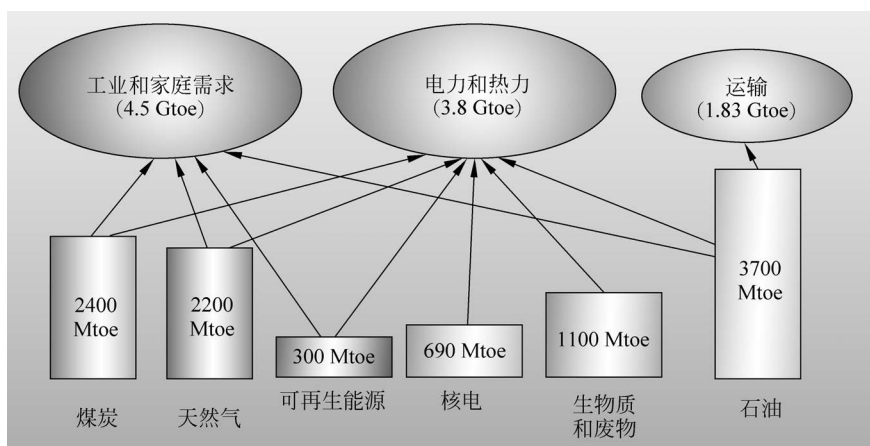 工业和家庭需求
(4.5 Gtoe)
电力和热力
(3.8 Gtoe)
运输
(1.83 Gtoe)
2400
Mtoe
2200
Mtoe
300 Mtoe
690 Mtoe
1100 Mtoe
3700
Mtoe
煤炭
天然气
可再生能源
核电
生物质
和废物
石油